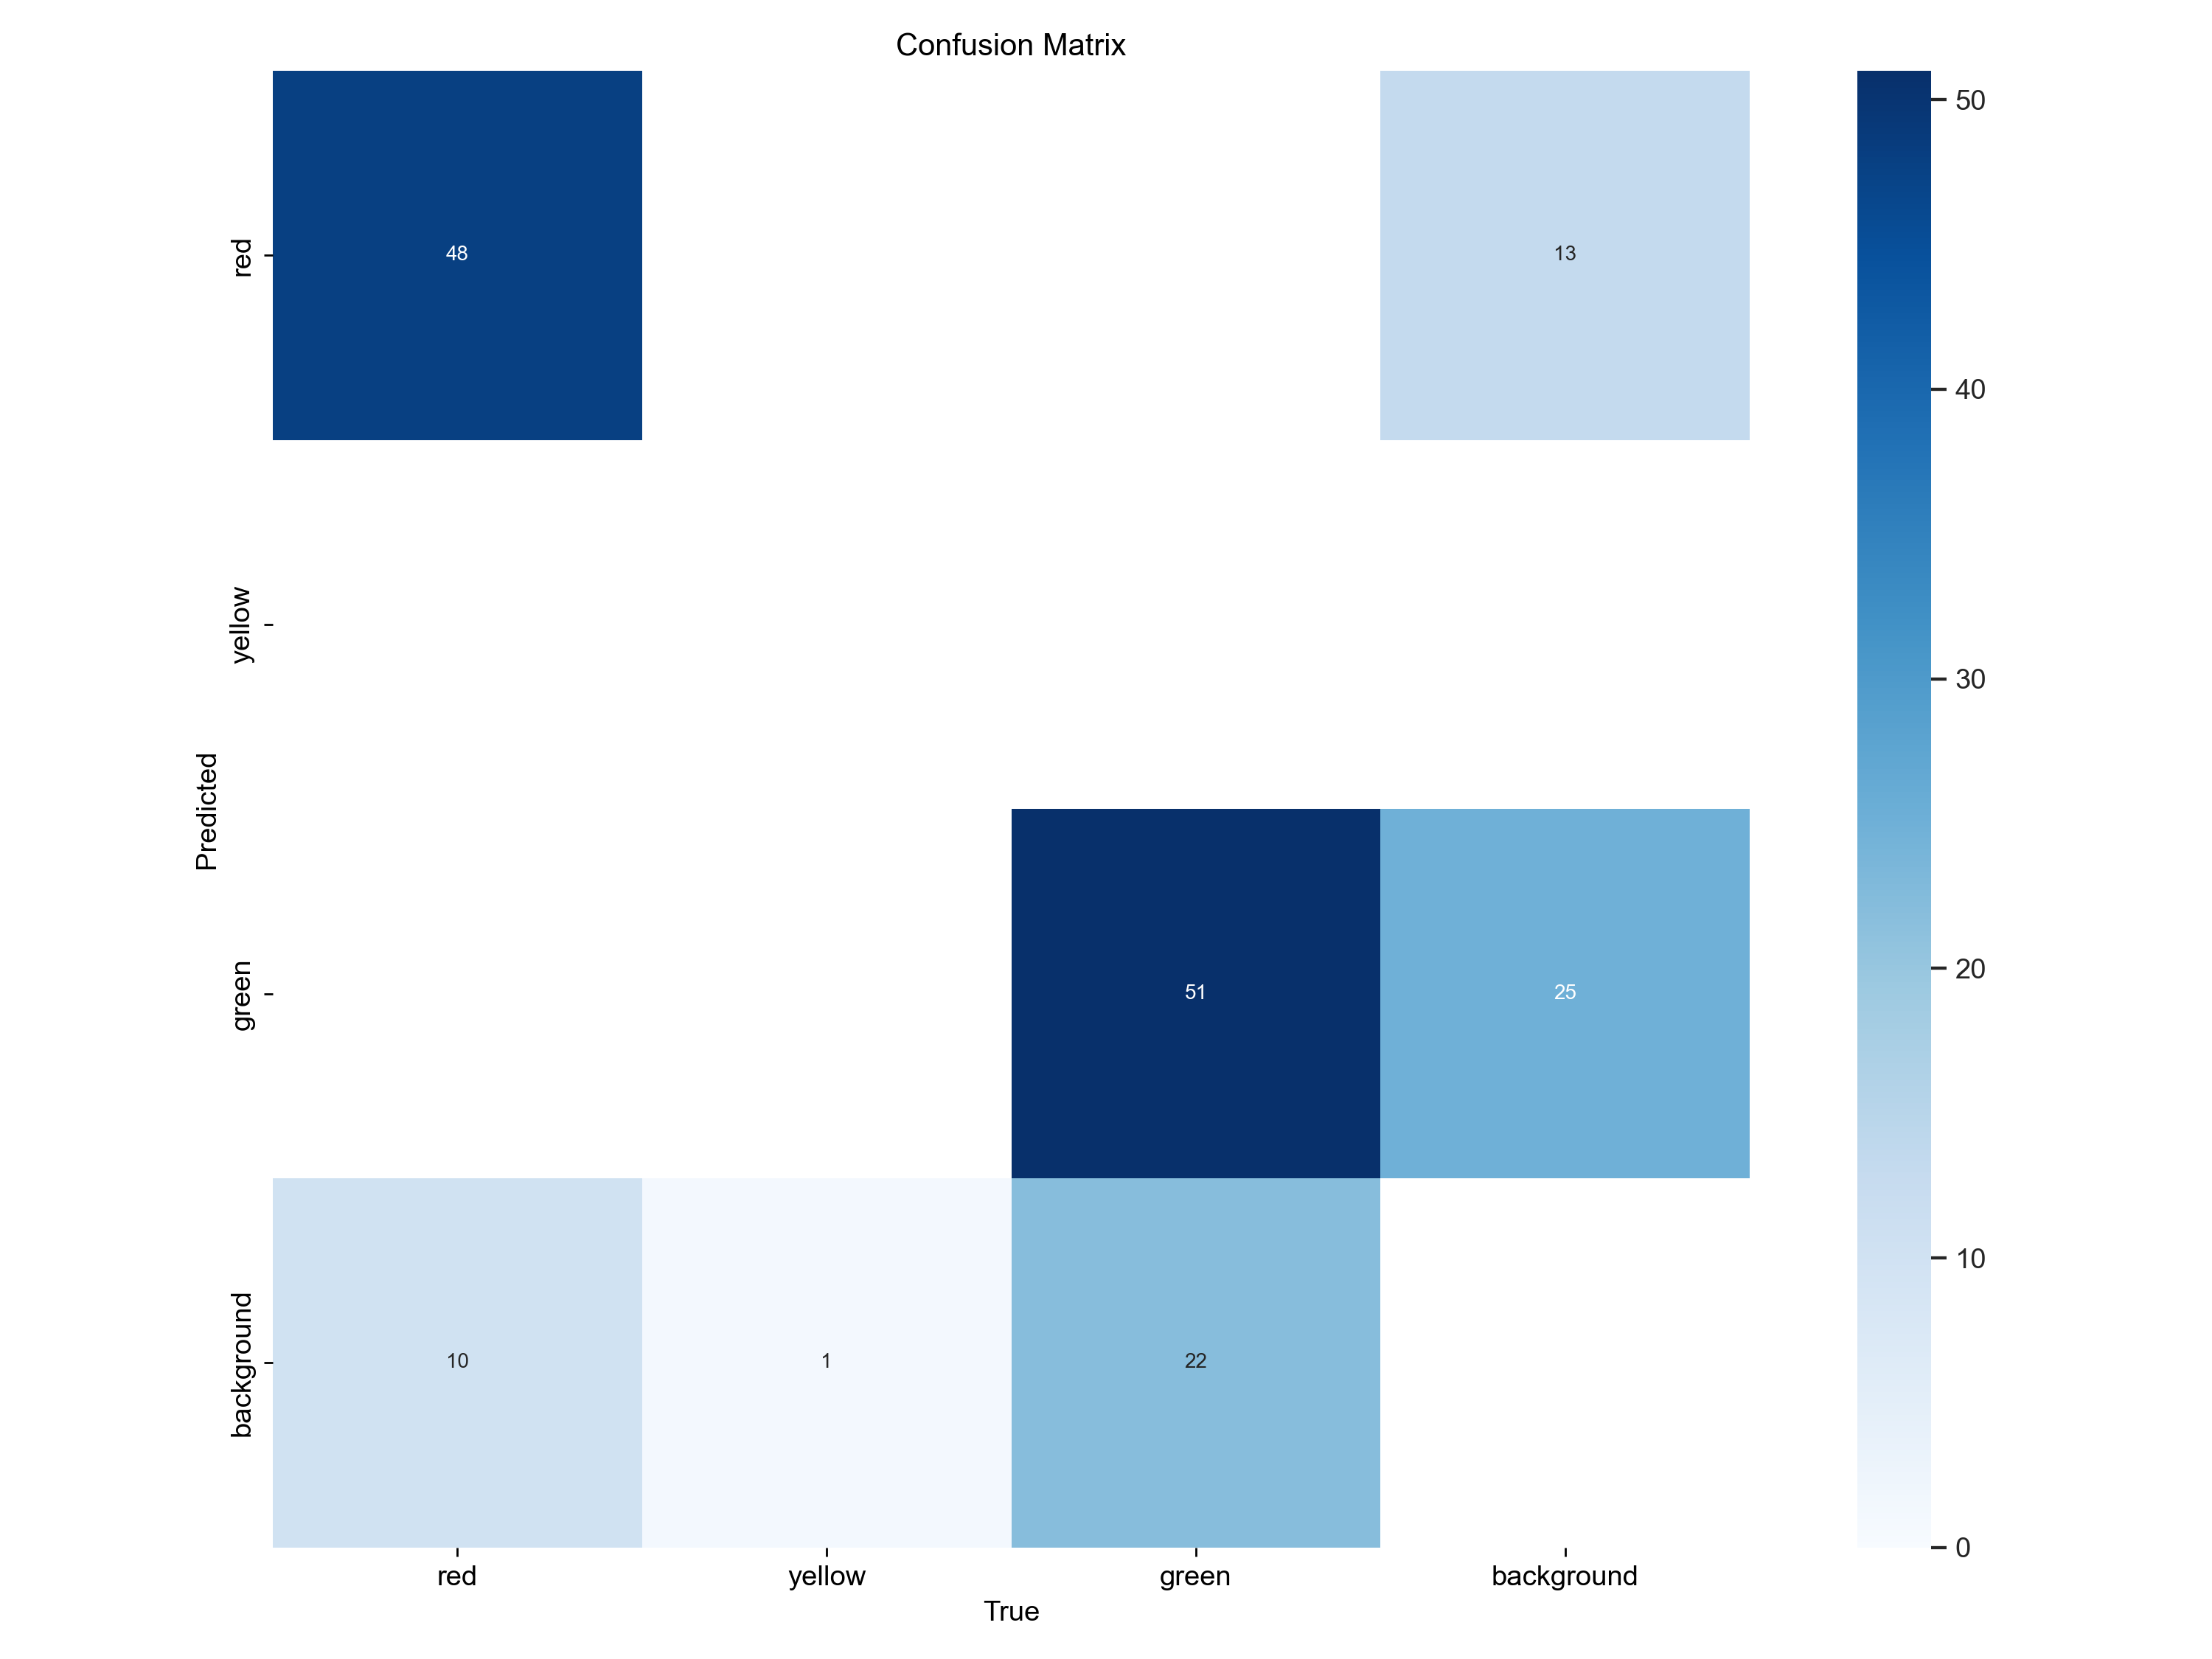 Confusion Matrix
red
48
13
yellow
Predicted
green
51
25
background
10
1
22
red
yellow
green
background
True
50
40
30
20
10
0